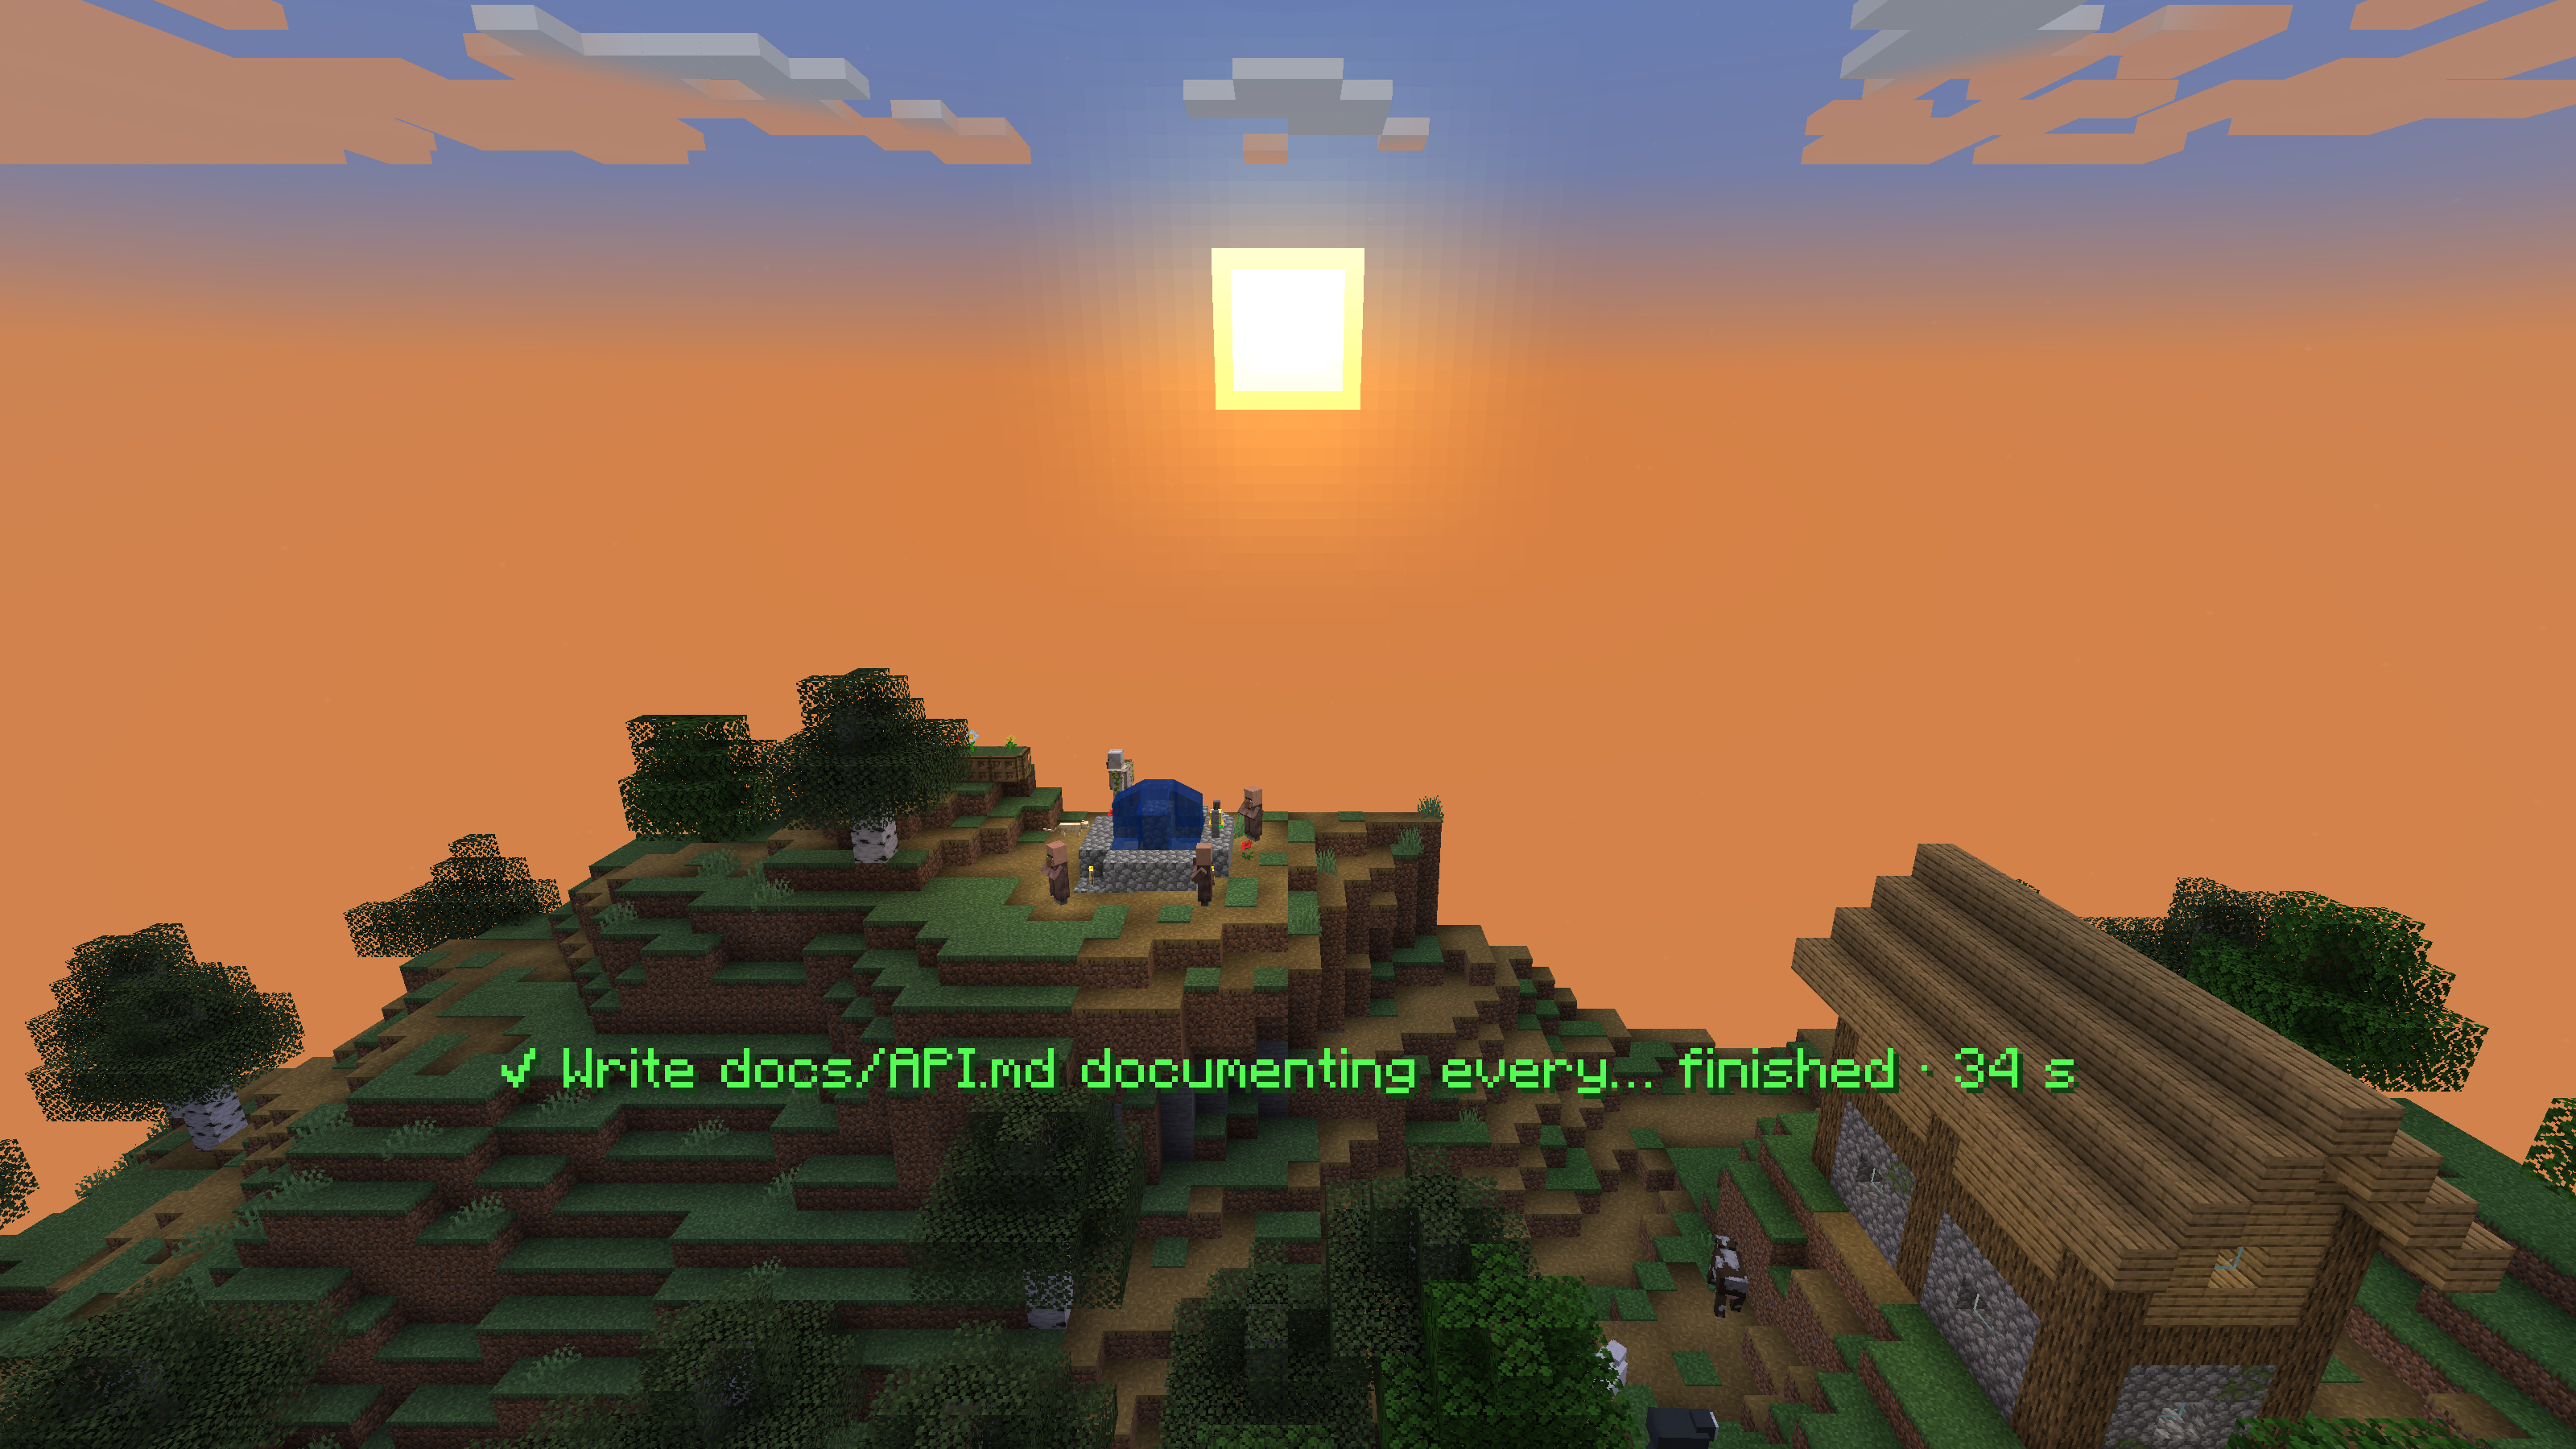 ✓ Write docs/API.md documenting every... finished · 34 s